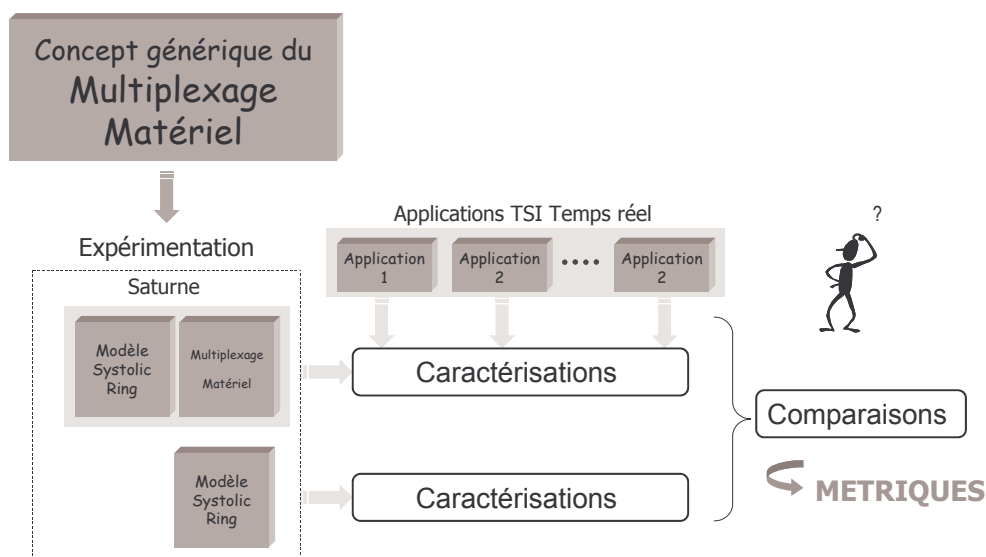 Concept générique du
Multiplexage
Matériel
Applications TSI Temps réel
?
Expérimentation
Application
1
Application
2
....
Application
2
Saturne
Modèle
Systolic
Ring
Multiplexage
Matériel
Caractérisations
Comparaisons
Modèle
Systolic
Ring
Caractérisations
METRIQUES